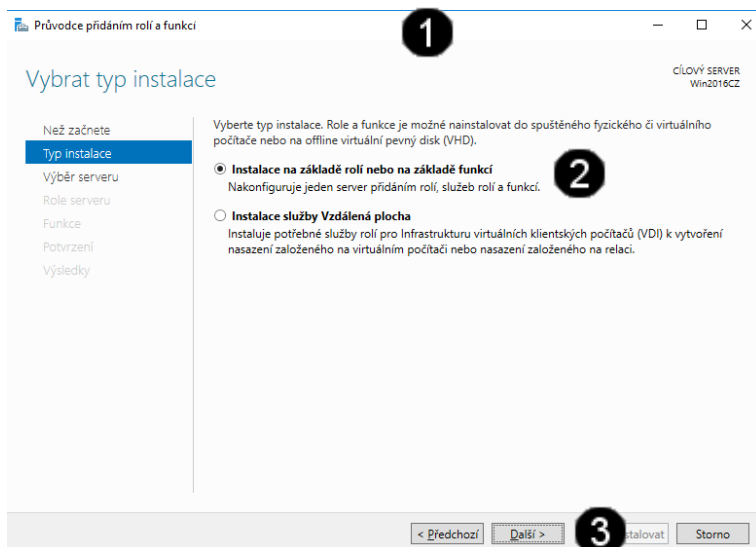 Průvodce přidáním rolí a funkcí
1
Vybrat typ instalace
CÍLOVÝ SERVER
Win2016CZ
Než začnete
Typ instalace
Výběr serveru
Role serveru
Funkce
Potvrzení
Výsledky
Vyberte typ instalace. Role a funkce je možné nainstalovat do spuštěného fyzického či virtuálního
počítače nebo na offline virtuální pevný disk (VHD).
Instalace na základě rolí nebo na základě funkcí
Nakonfiguruje jeden server přidáním rolí, služeb rolí a funkcí.
2
Instalace služby Vzdálená plocha
Instaluje potřebné služby rolí pro Infrastrukturu virtuálních klientských počítačů (VDI) k vytvoření
nasazení založeného na virtuálním počítači nebo nasazení založeného na relaci.
< Předchozí
Další >
3
talovat
Storno